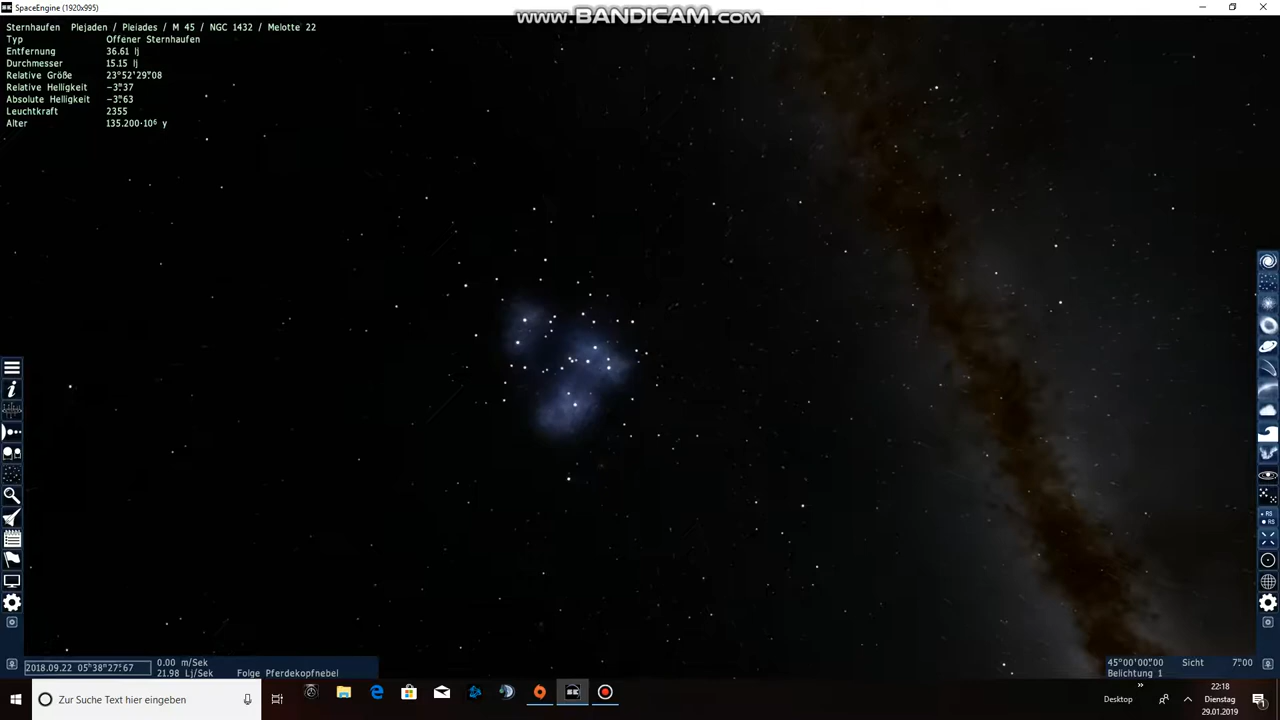 SpaceEngine (1920x995)
www.BANDICAM.com
Sternhaufen Plejaden / Pleiades / M 45 / NGC 1432 / Melotte 22
Typ Offener Sternhaufen
Entfernung 36.61 lj
Durchmesser 15.15 lj
Relative Größe 23°52'29"08
Relative Helligkeit -3.37
Absolute Helligkeit -3.63
Leuchtkraft 2355
Alter 135.200·10⁶ y
RS
RS
2018.09.22 05:38:27.67
0.00 m/Sek
21.98 Lj/Sek
Folge Pferdekopfnebel
45°00'00"00 Sicht 7.00
Belichtung 1
Zur Suche Text hier eingeben
Desktop
22:18
Dienstag
29.01.2019
1